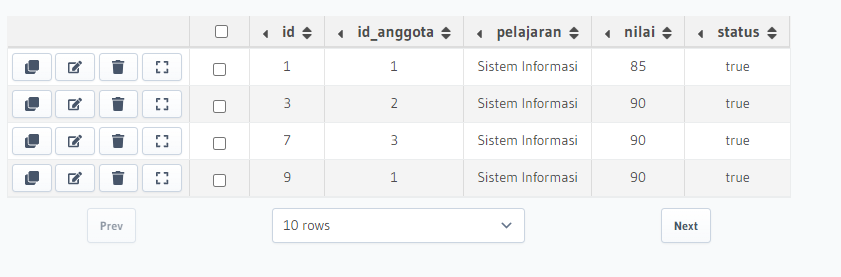 id id_anggota pelajaran nilai status
1 1 Sistem Informasi 85 true
3 2 Sistem Informasi 90 true
7 3 Sistem Informasi 90 true
9 1 Sistem Informasi 90 true
Prev 10 rows Next